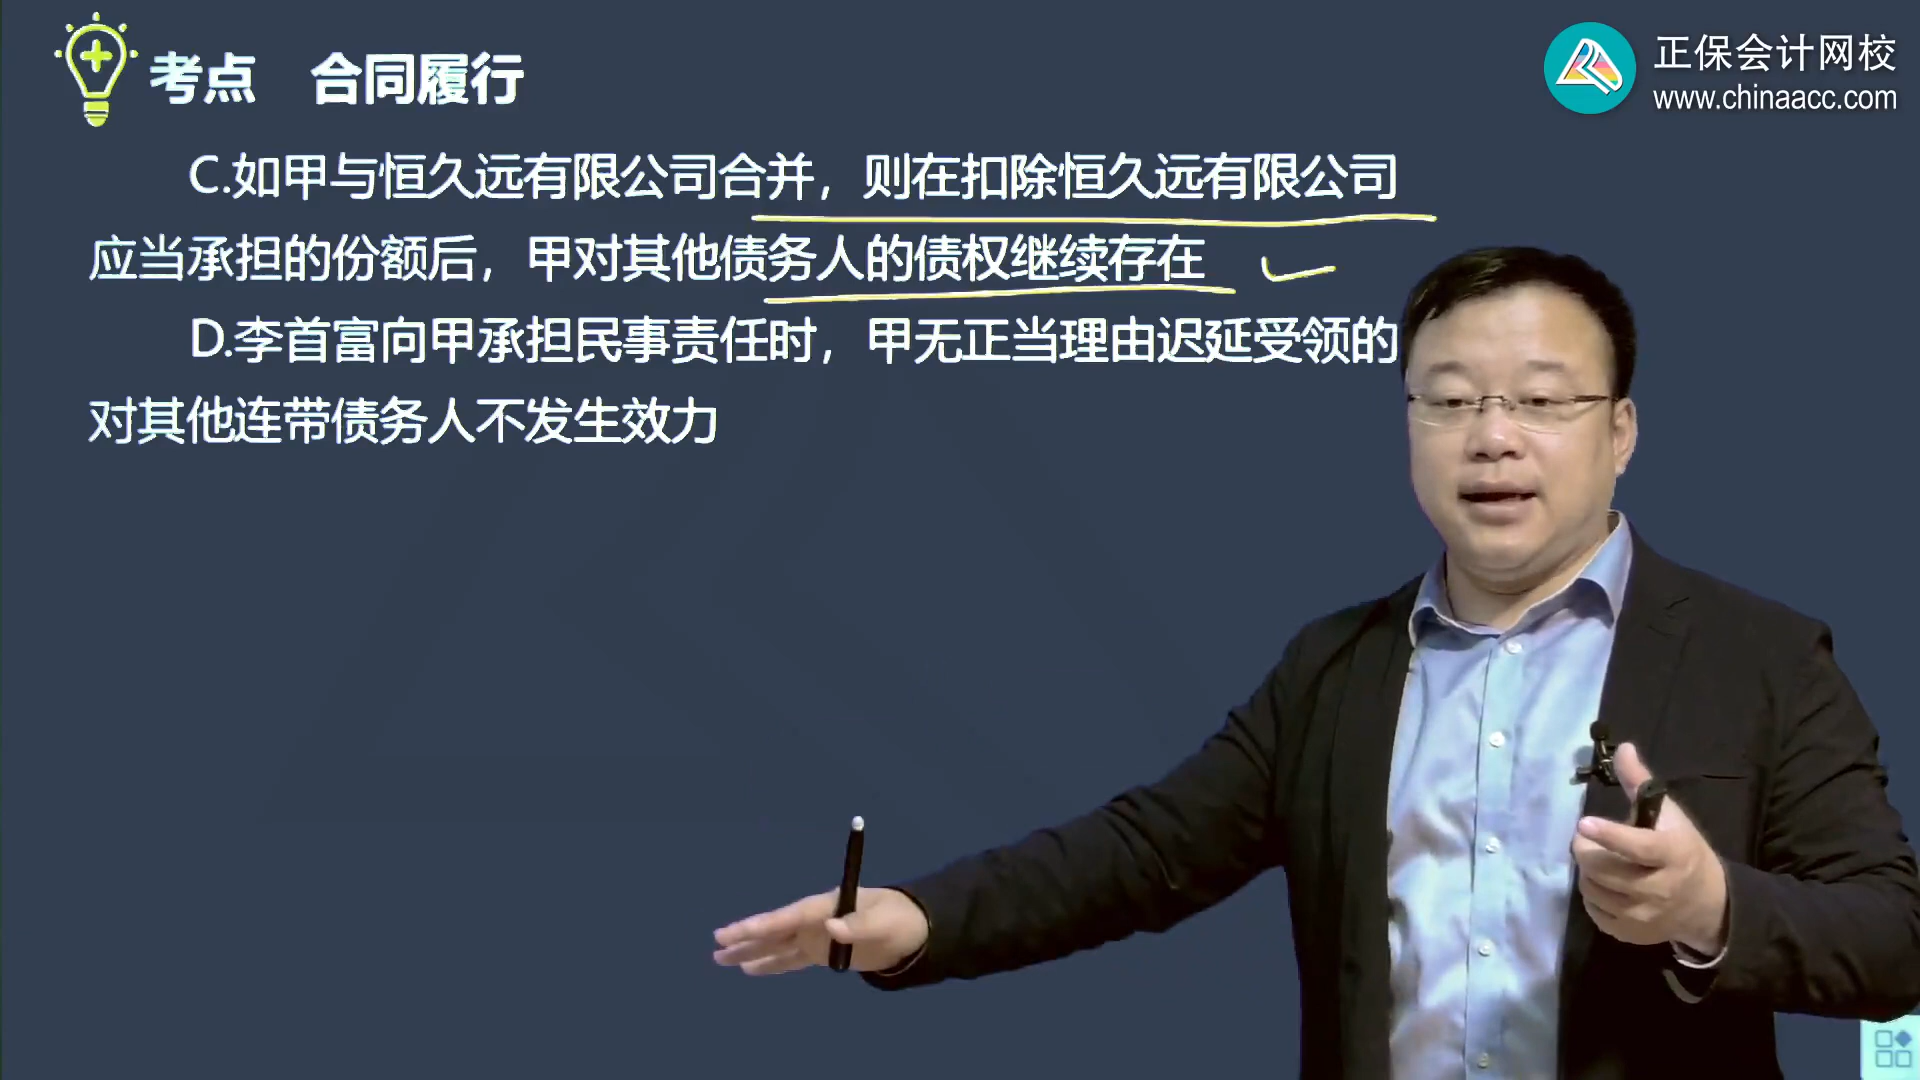 考点 合同履行
正保会计网校
www.chinaacc.com
C.如甲与恒久远有限公司合并，则在扣除恒久远有限公司
应当承担的份额后，甲对其他债务人的债权继续存在
D.李首富向甲承担民事责任时，甲无正当理由迟延受领的
对其他连带债务人不发生效力